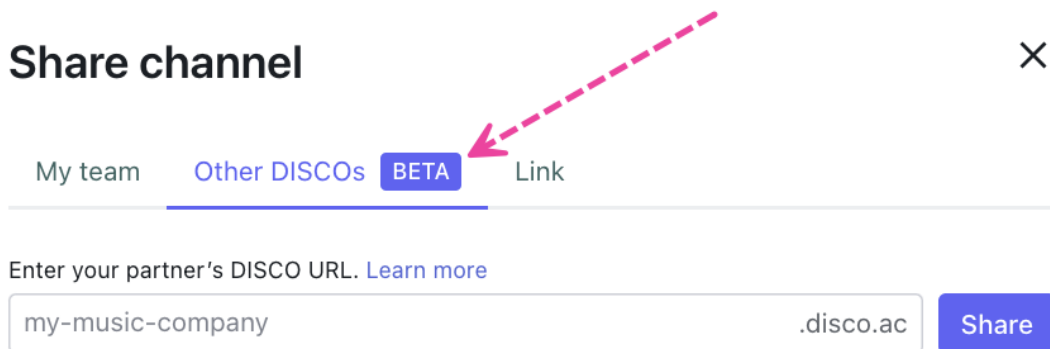 Share channel
My team Other DISCOs BETA Link
Enter your partner's DISCO URL. Learn more
my-music-company .disco.ac Share